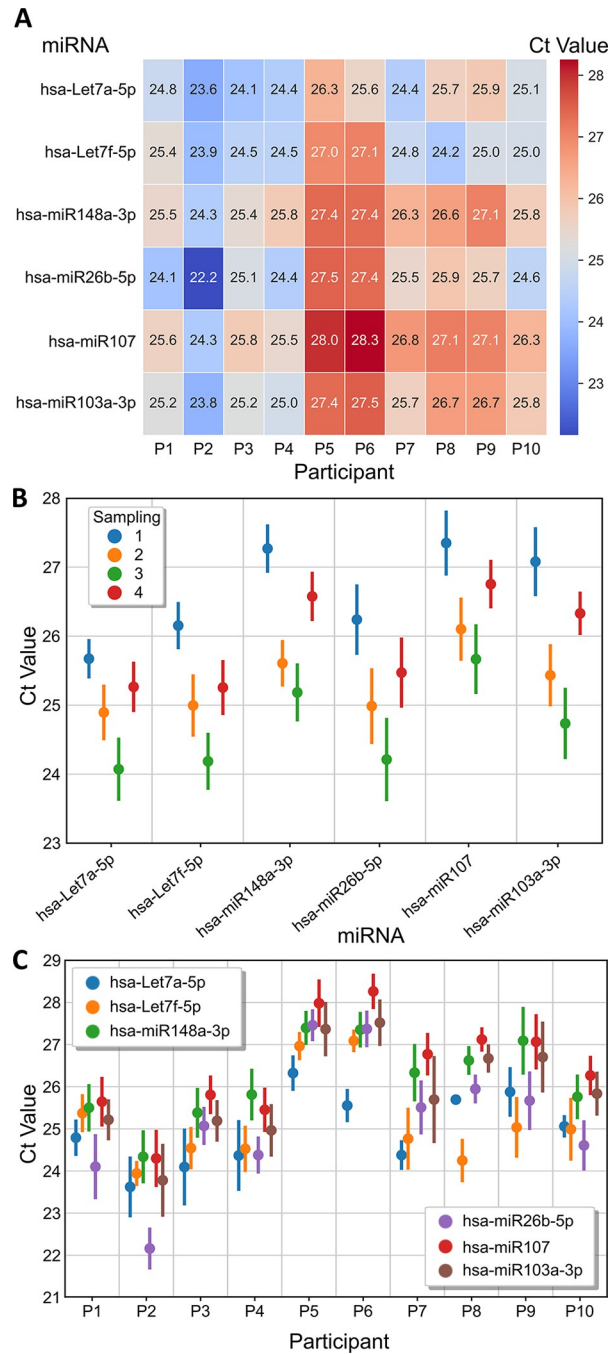 A
miRNA
Ct Value
hsa-Let7a-5p 24.8 23.6 24.1 24.4 26.3 25.6 24.4 25.7 25.9 25.1
hsa-Let7f-5p 25.4 23.9 24.5 24.5 27.0 27.1 24.8 24.2 25.0 25.0
hsa-miR148a-3p 25.5 24.3 25.4 25.8 27.4 27.4 26.3 26.6 27.1 25.8
hsa-miR26b-5p 24.1 22.2 25.1 24.4 27.5 27.4 25.5 25.9 25.7 24.6
hsa-miR107 25.6 24.3 25.8 25.5 28.0 28.3 26.8 27.1 27.1 26.3
hsa-miR103a-3p 25.2 23.8 25.2 25.0 27.4 27.5 25.7 26.7 26.7 25.8
P1 P2 P3 P4 P5 P6 P7 P8 P9 P10
Participant
28
27
26
25
24
23
B
Ct Value
28
27
26
25
24
23
Sampling
1
2
3
4
hsa-Let7a-5p
hsa-Let7f-5p
hsa-miR148a-3p
hsa-miR26b-5p
hsa-miR107
hsa-miR103a-3p
miRNA
C
Ct Value
29
28
27
26
25
24
23
22
21
hsa-Let7a-5p
hsa-Let7f-5p
hsa-miR148a-3p
hsa-miR26b-5p
hsa-miR107
hsa-miR103a-3p
P1 P2 P3 P4 P5 P6 P7 P8 P9 P10
Participant